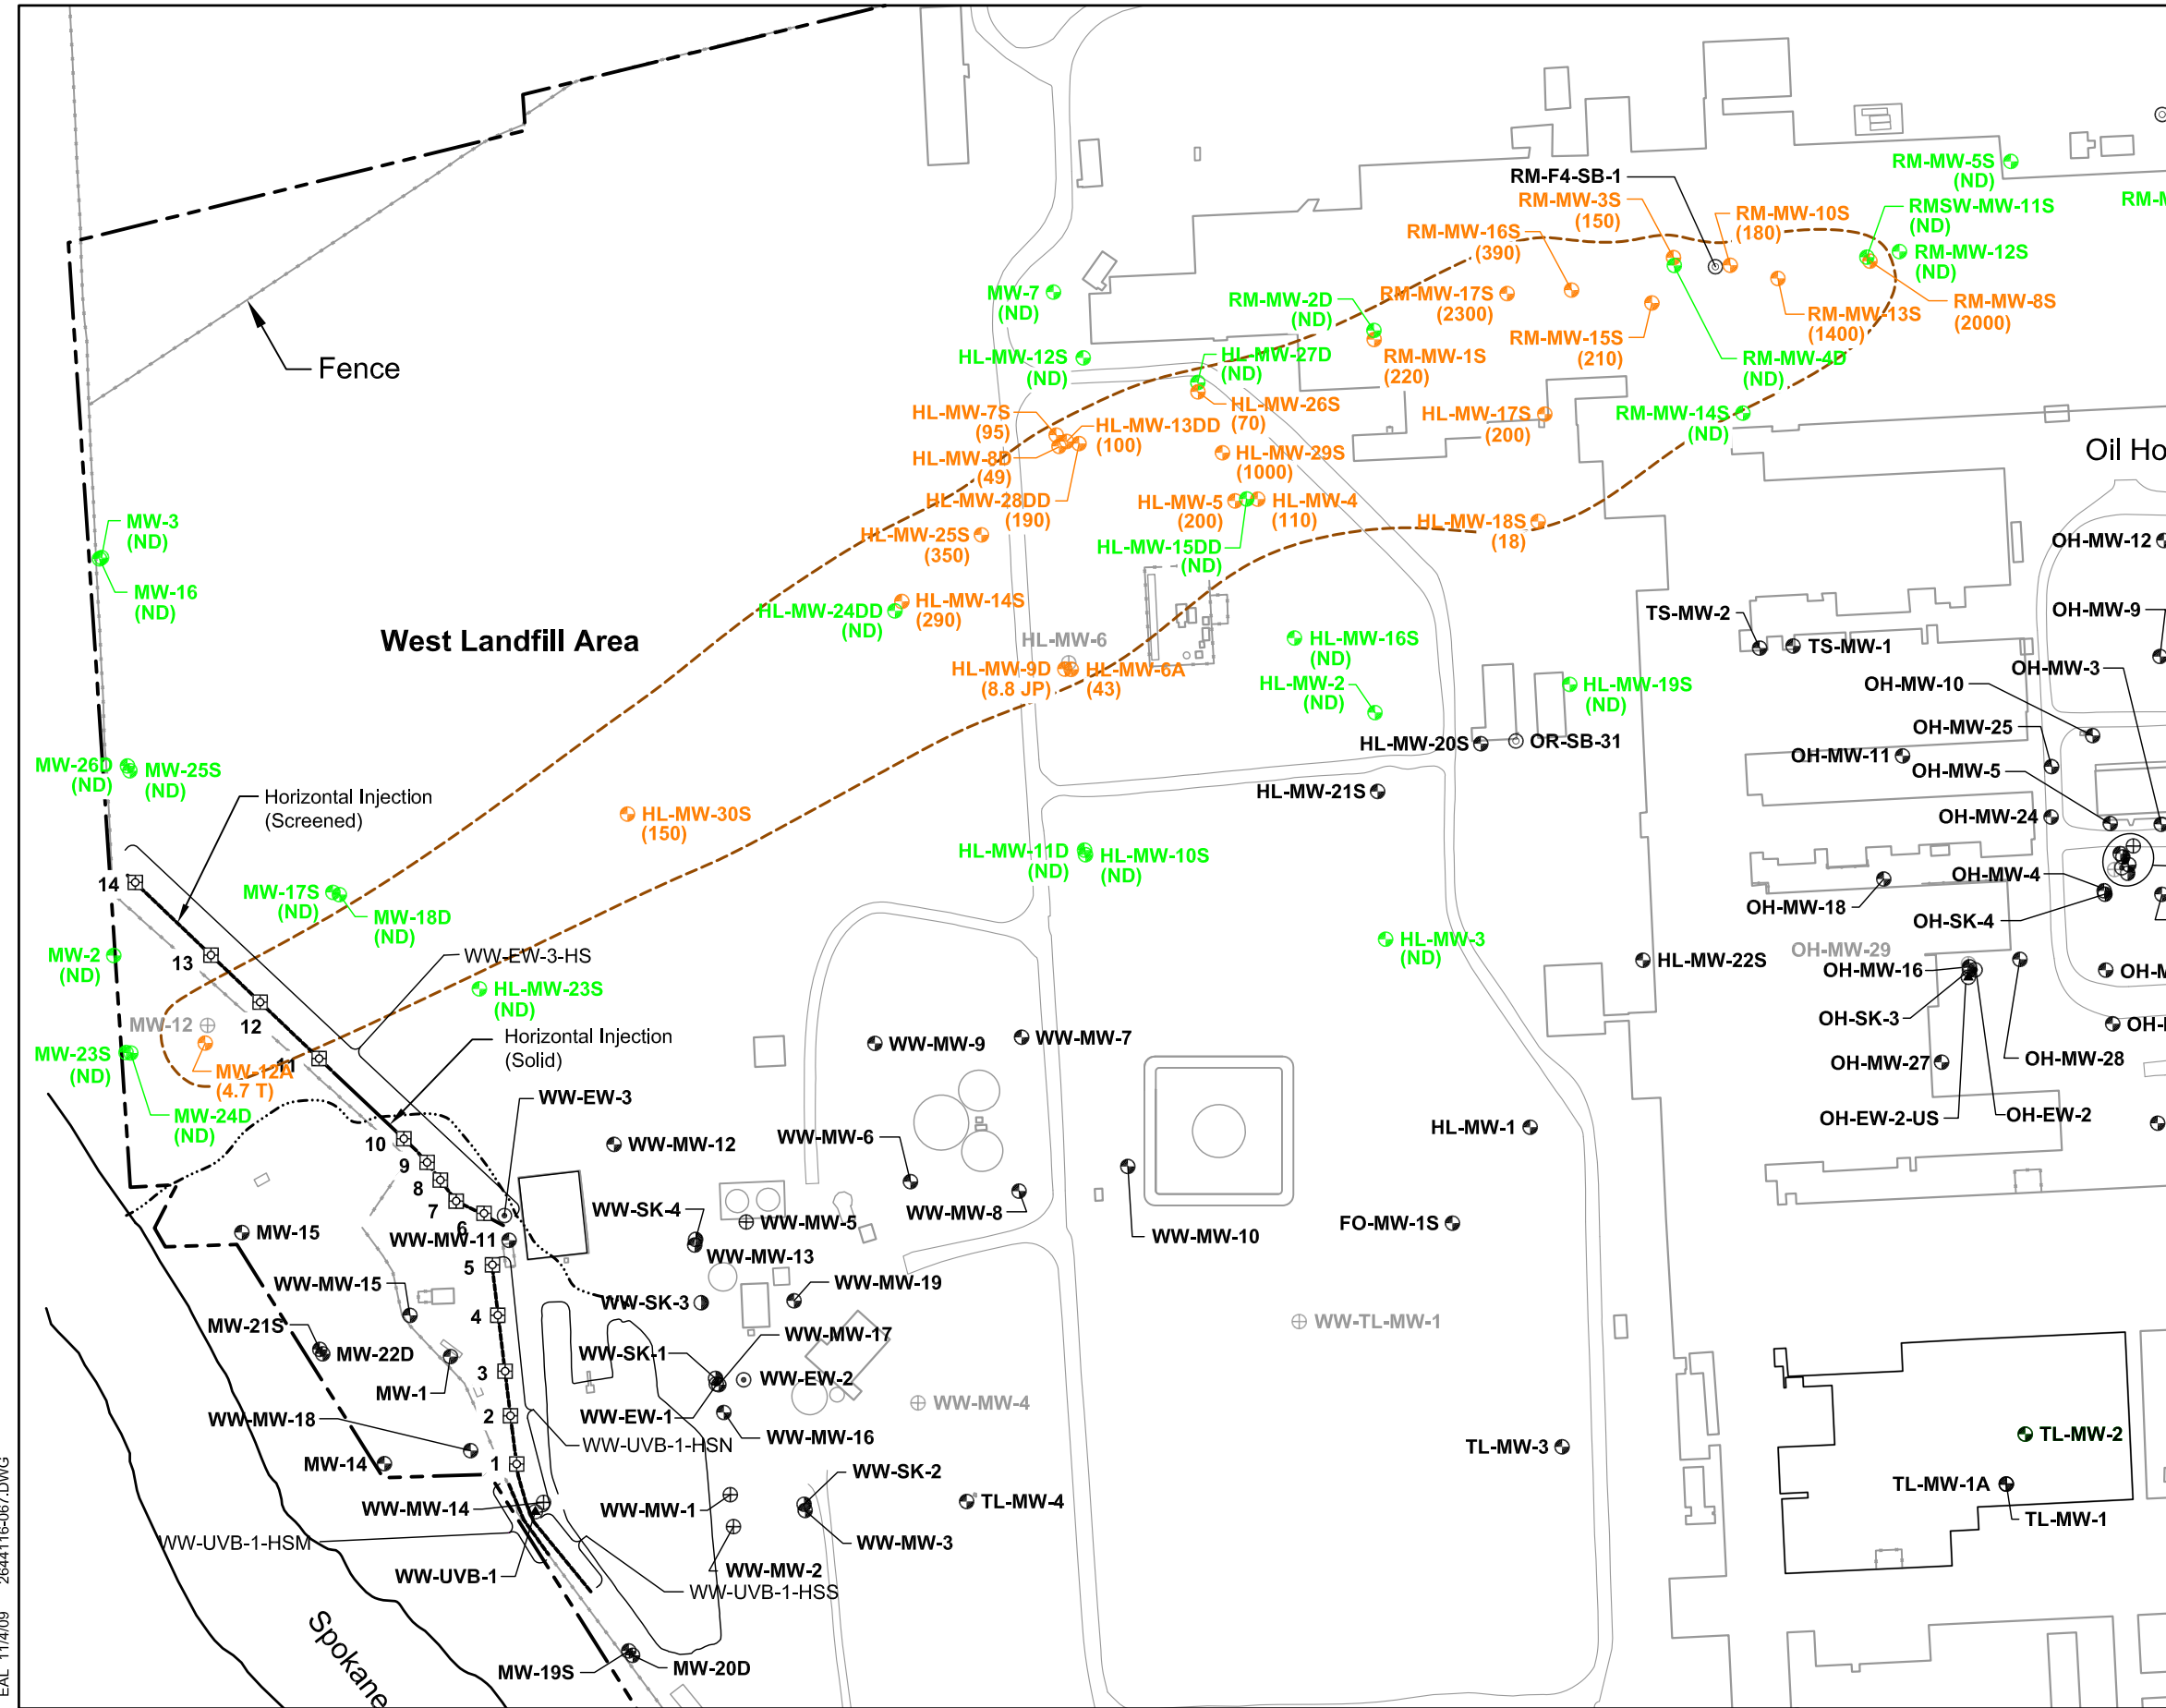 RM-MW-5S
(ND)
RM-F4-SB-1
RM-MW-3S
(150)
RM-MW-10S
(180)
RMSW-MW-11S
(ND)
RM-MW-16S
(390)
RM-MW-12S
(ND)
MW-7
(ND)
RM-MW-2D
(ND)
RM-MW-17S
(2300)
RM-MW-13S
(1400)
RM-MW-8S
(2000)
RM-MW-15S
(210)
Fence
HL-MW-12S
(ND)
HL-MW-27D
(ND)
RM-MW-1S
(220)
RM-MW-4D
(ND)
HL-MW-7S
(95)
HL-MW-13DD
(100)
HL-MW-26S
(70)
HL-MW-17S
(200)
RM-MW-14S
(ND)
HL-MW-8D
(49)
HL-MW-29S
(1000)
HL-MW-28DD
(190)
HL-MW-5
(200)
HL-MW-4
(110)
HL-MW-18S
(18)
MW-3
(ND)
HL-MW-25S
(350)
HL-MW-15DD
(ND)
OH-MW-12
MW-16
(ND)
HL-MW-24DD
(ND)
HL-MW-14S
(290)
TS-MW-2
TS-MW-1
OH-MW-9
West Landfill Area
HL-MW-6
HL-MW-16S
(ND)
HL-MW-9D
(8.8 JP)
HL-MW-6A
(43)
HL-MW-2
(ND)
HL-MW-19S
(ND)
OH-MW-3
OH-MW-10
OH-MW-25
HL-MW-20S
OR-SB-31
OH-MW-11
OH-MW-5
MW-26D
(ND)
MW-25S
(ND)
HL-MW-21S
Horizontal Injection
(Screened)
HL-MW-30S
(150)
OH-MW-24
HL-MW-11D
(ND)
HL-MW-10S
(ND)
14
MW-17S
(ND)
OH-MW-4
OH-MW-18
OH-SK-4
MW-18D
(ND)
HL-MW-3
(ND)
OH-MW-29
MW-2
(ND)
13
WW-EW-3-HS
HL-MW-22S
OH-MW-16
HL-MW-23S
(ND)
OH-SK-3
MW-12
12
Horizontal Injection
(Solid)
WW-MW-9
WW-MW-7
MW-23S
(ND)
11
MW-12A
(4.7 T)
OH-MW-27
OH-MW-28
WW-EW-3
MW-24D
(ND)
OH-EW-2-US
OH-EW-2
10
WW-MW-12
WW-MW-6
HL-MW-1
9
8
7
6
WW-SK-4
WW-MW-5
WW-MW-8
FO-MW-1S
MW-15
WW-MW-11
WW-MW-10
WW-MW-13
5
WW-MW-15
WW-MW-19
WW-SK-3
4
MW-21S
WW-TL-MW-1
WW-MW-17
MW-22D
WW-SK-1
3
WW-EW-2
MW-1
WW-MW-4
WW-MW-18
2
WW-EW-1
WW-MW-16
TL-MW-2
WW-UVB-1-HSN
TL-MW-3
MW-14
1
WW-SK-2
TL-MW-1A
WW-MW-14
WW-MW-1
TL-MW-4
TL-MW-1
WW-UVB-1-HSM
WW-MW-3
WW-UVB-1
WW-MW-2
WW-UVB-1-HSS
Spokane
MW-19S
MW-20D
EAL 11/4/09 2644116-067.DWG